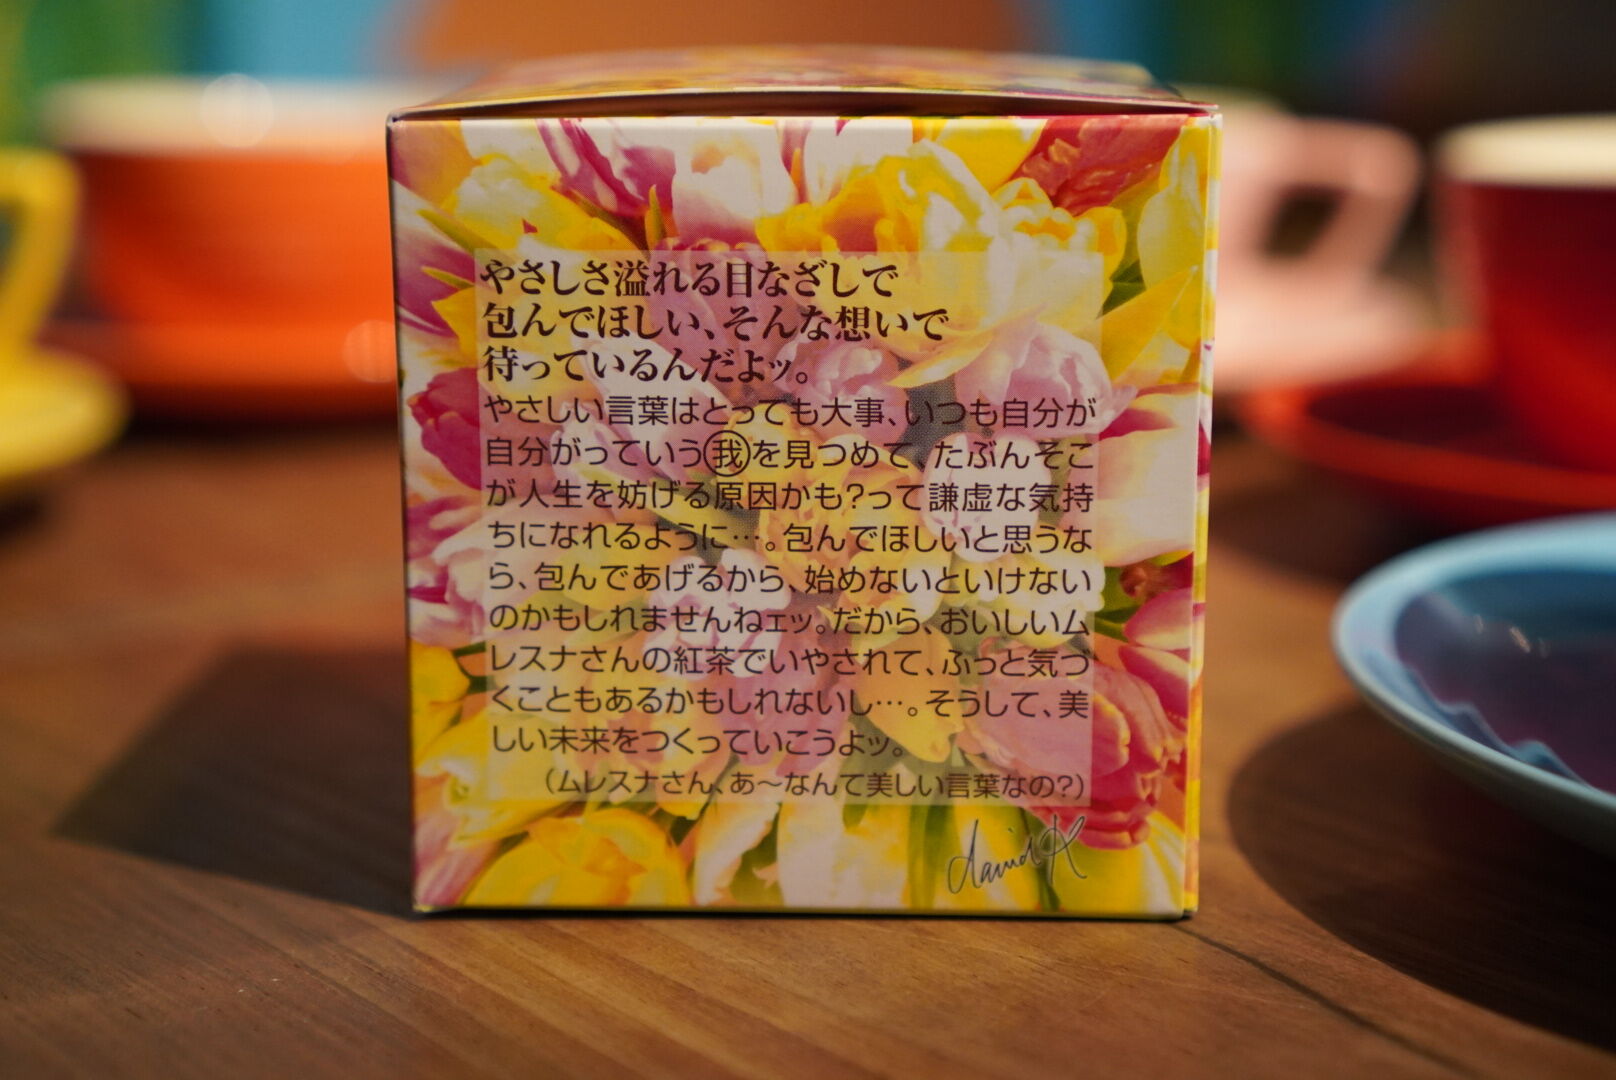 やさしさ溢れる目なざしで
包んでほしい、そんな想いで
待っているんだよッ。
やさしい言葉はとっても大事、いつも自分が
自分がっていう我を見つめて、たぶんそこ
が人生を妨げる原因かも?って謙虚な気持
ちになれるように…。包んでほしいと思うな
ら、包んであげるから、始めないといけない
のかもしれませんねェッ。だから、おいしいム
レスナさんの紅茶でいやされて、ふっと気づ
くこともあるかもしれないし…。そうして、美
しい未来をつくっていこうよッ。
(ムレスナさん、あ〜なんて美しい言葉なの?)
david K